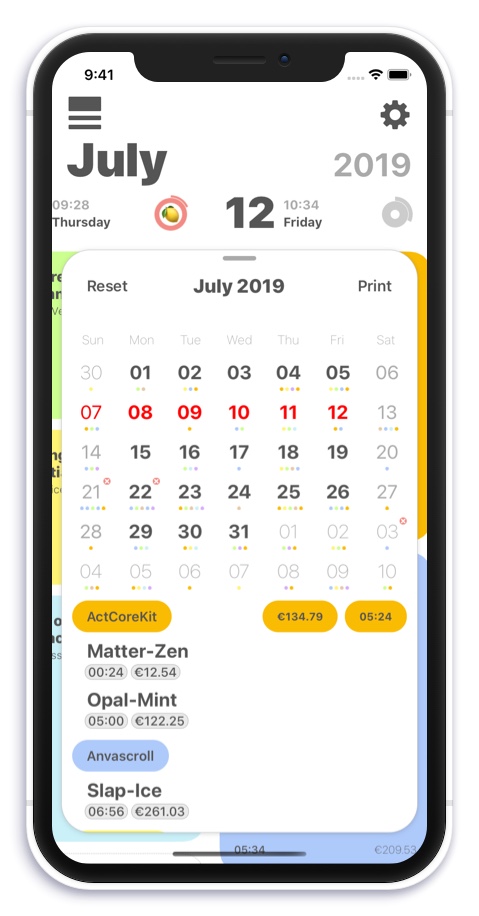 9:41
July 2019
09:28
Thursday
12 10:34
Friday
Reset July 2019 Print
Sun Mon Tue Wed Thu Fri Sat
30 01 02 03 04 05 06
07 08 09 10 11 12 13
14 15 16 17 18 19 20
21 22 23 24 25 26 27
28 29 30 31 01 02 03
04 05 06 07 08 09 10
ActCoreKit €134.79 05:24
Matter-Zen
00:24 €12.54
Opal-Mint
05:00 €122.25
Anvascroll
Slap-Ice
06:56 €261.03
05:34 €209.53